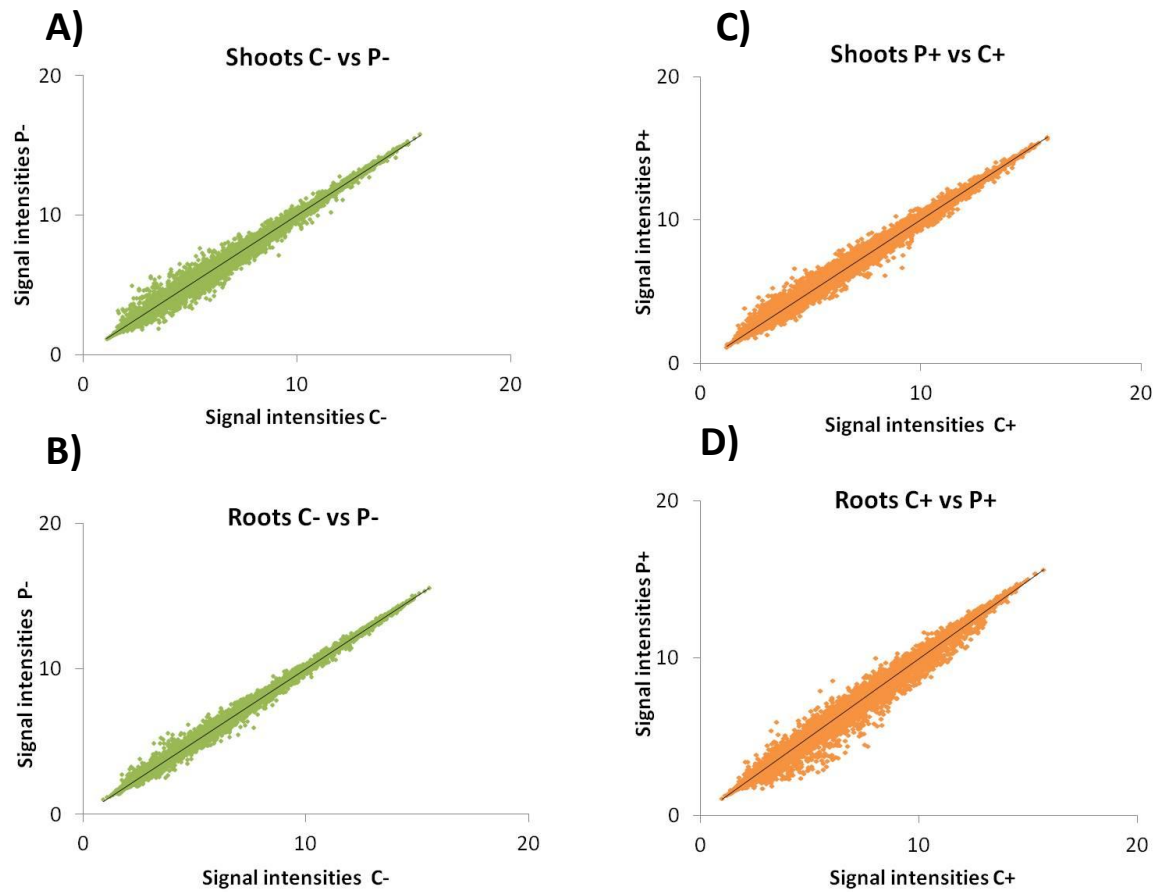 A)
Shoots C- vs P-
20
10
0
0 10 20
Signal intensities P-
Signal intensities C-
C)
Shoots P+ vs C+
20
10
0
0 10 20
Signal intensities P+
Signal intensities C+
B)
Roots C- vs P-
20
10
0
0 10 20
Signal intensities P-
Signal intensities C-
D)
Roots C+ vs P+
20
10
0
0 10 20
Signal intensities P+
Signal intensities C+